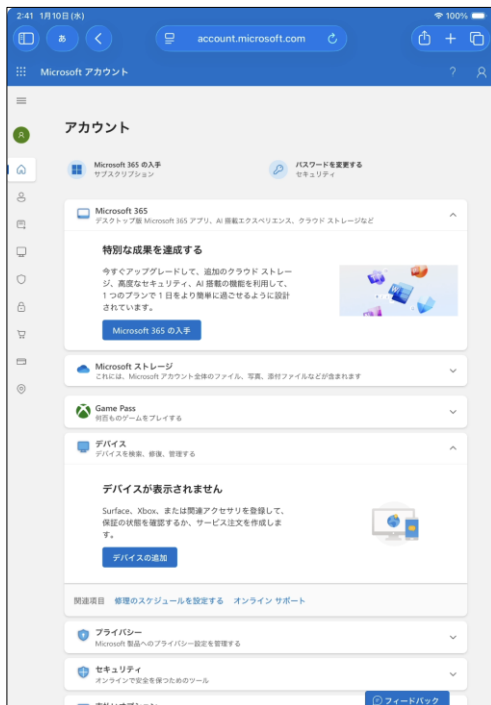 2:41 1月10日(水)
100%
あ
account.microsoft.com
Microsoft アカウント
?
アカウント
Microsoft 365 の入手
サブスクリプション
パスワードを変更する
セキュリティ
Microsoft 365
デスクトップ版 Microsoft 365 アプリ、AI 搭載エクスペリエンス、クラウド ストレージなど
特別な成果を達成する
今すぐアップグレードして、追加のクラウド ストレー
ジ、高度なセキュリティ、AI 搭載の機能を利用して、
1 つのプランで 1 日をより簡単に過ごせるように設計
されています。
Microsoft 365 の入手
Microsoft ストレージ
これには、Microsoft アカウント全体のファイル、写真、添付ファイルなどが含まれます
Game Pass
何百ものゲームをプレイする
デバイス
デバイスを検索、修復、管理する
デバイスが表示されません
Surface、Xbox、または関連アクセサリを登録して、
保証の状態を確認するか、サービス注文を作成しま
す。
デバイスの追加
関連項目 修理のスケジュールを設定する オンライン サポート
プライバシー
Microsoft 製品へのプライバシー設定を管理する
セキュリティ
オンラインで安全を保つためのツール
フィードバック